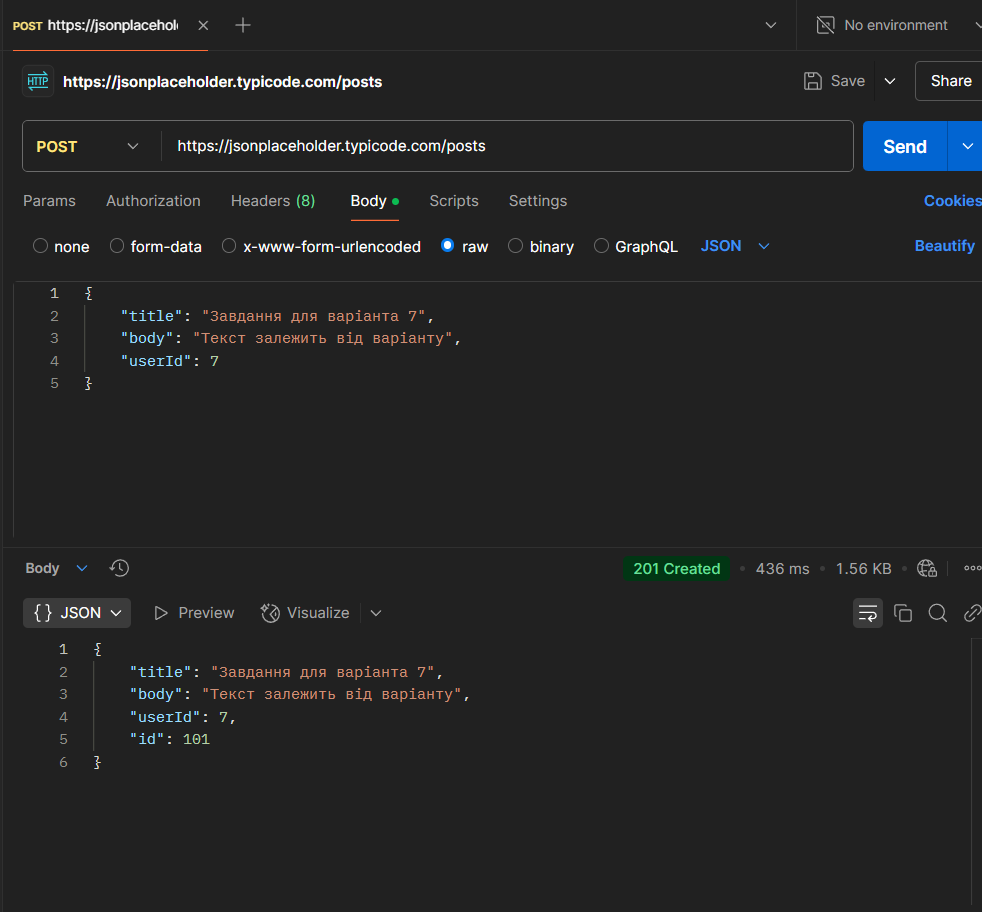 POST https://jsonplacehol
No environment
HTTP https://jsonplaceholder.typicode.com/posts
Save
Share
POST
https://jsonplaceholder.typicode.com/posts
Send
Params Authorization Headers (8) Body Scripts Settings Cookies
none form-data x-www-form-urlencoded raw binary GraphQL JSON Beautify
1 {
2 "title": "Завдання для варіанта 7",
3 "body": "Текст залежить від варіанту",
4 "userId": 7
5 }
Body 201 Created 436 ms 1.56 KB
{} JSON Preview Visualize
1 {
2 "title": "Завдання для варіанта 7",
3 "body": "Текст залежить від варіанту",
4 "userId": 7,
5 "id": 101
6 }